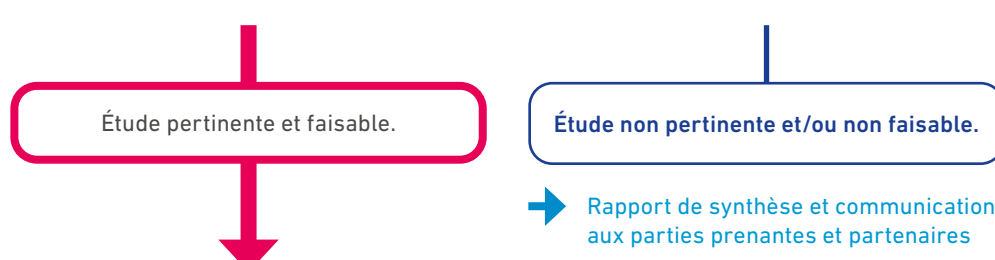 Étude pertinente et faisable.
Étude non pertinente et/ou non faisable.
Rapport de synthèse et communication
aux parties prenantes et partenaires